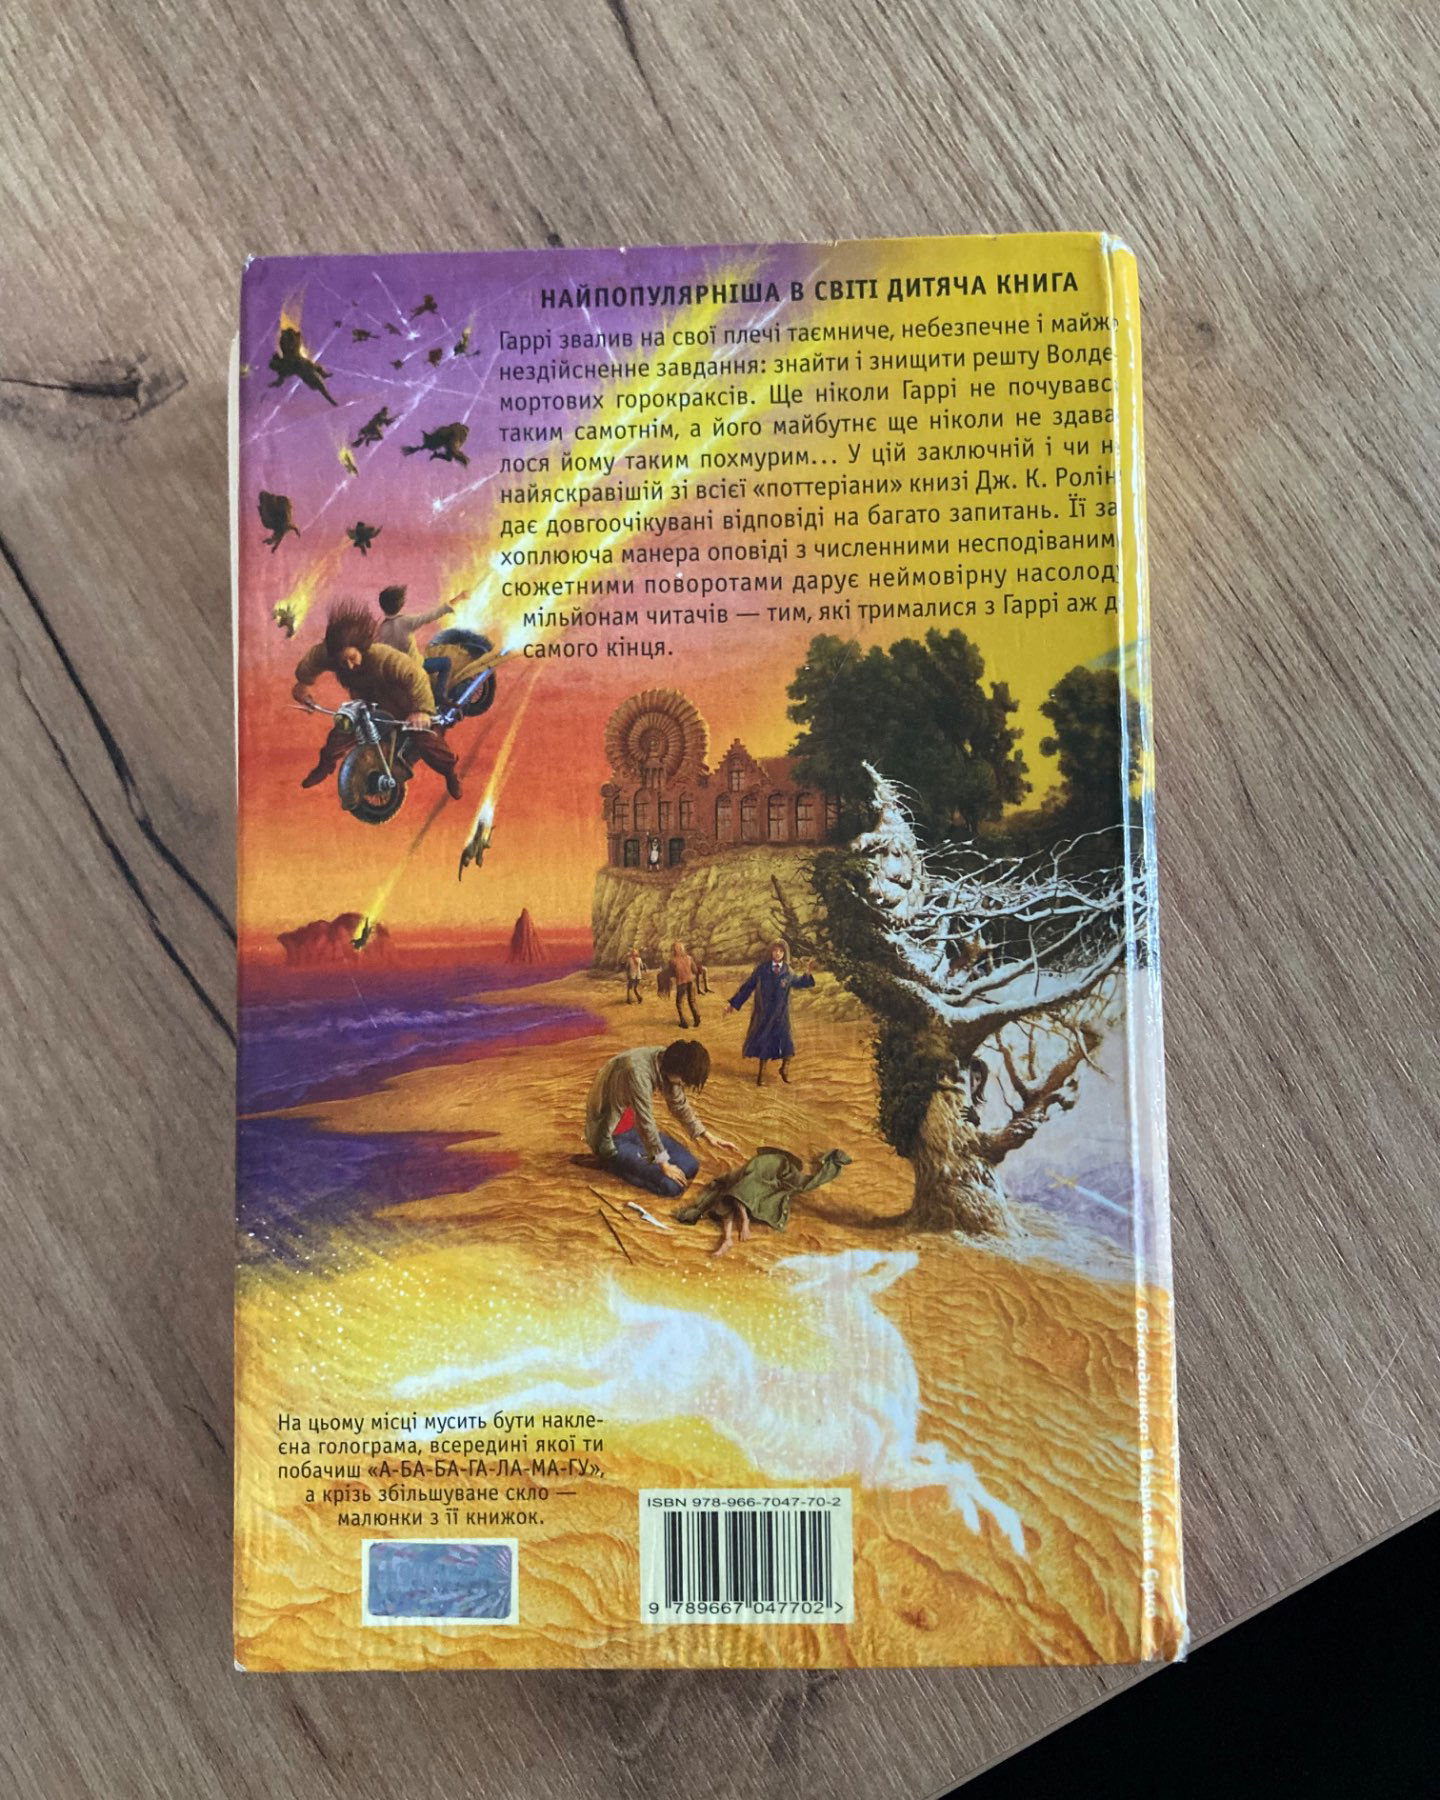 НАЙПОПУЛЯРНІША В СВІТІ ДИТЯЧА КНИГА
Гаррі звалив на свої плечі таємниче, небезпечне і майж
нездійсненне завдання: знайти і знищити решту Волде-
мортових горокраксів. Ще ніколи Гаррі не почувавс
таким самотнім, а його майбутнє ще ніколи не здава-
лося йому таким похмурим... У цій заключній і чи н
найяскравішій зі всієї «поттеріани» книзі Дж. К. Ролін
дає довгоочікувані відповіді на багато запитань. Її за-
хоплююча манера оповіді з численними несподіваним
сюжетними поворотами дарує неймовірну насолод
мільйонам читачів — тим, які трималися з Гаррі аж д
самого кінця.
На цьому місці мусить бути накле-
єна голограма, всередині якої ти
побачиш «А-БА-БА-ГА-ЛА-МА-ГУ»,
а крізь збільшуване скло —
малюнки з її книжок.
ISBN 978-966-7047-70-2
9 789667 047702 >
Обкладинка Владислав Єрко